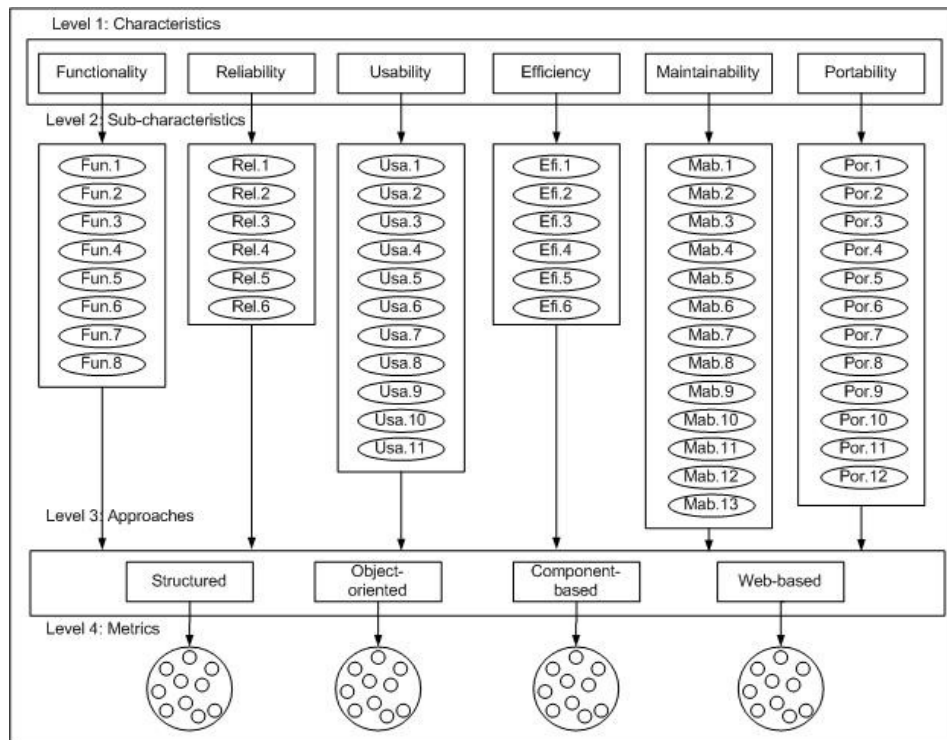 Level 1: Characteristics
Functionality
Reliability
Usability
Efficiency
Maintainability
Portability
Level 2: Sub-characteristics
Fun.1
Fun.2
Fun.3
Fun.4
Fun.5
Fun.6
Fun.7
Fun.8
Rel.1
Rel.2
Rel.3
Rel.4
Rel.5
Rel.6
Usa.1
Usa.2
Usa.3
Usa.4
Usa.5
Usa.6
Usa.7
Usa.8
Usa.9
Usa.10
Usa.11
Efi.1
Efi.2
Efi.3
Efi.4
Efi.5
Efi.6
Mab.1
Mab.2
Mab.3
Mab.4
Mab.5
Mab.6
Mab.7
Mab.8
Mab.9
Mab.10
Mab.11
Mab.12
Mab.13
Por.1
Por.2
Por.3
Por.4
Por.5
Por.6
Por.7
Por.8
Por.9
Por.10
Por.11
Por.12
Level 3: Approaches
Structured
Object-
oriented
Component-
based
Web-based
Level 4: Metrics